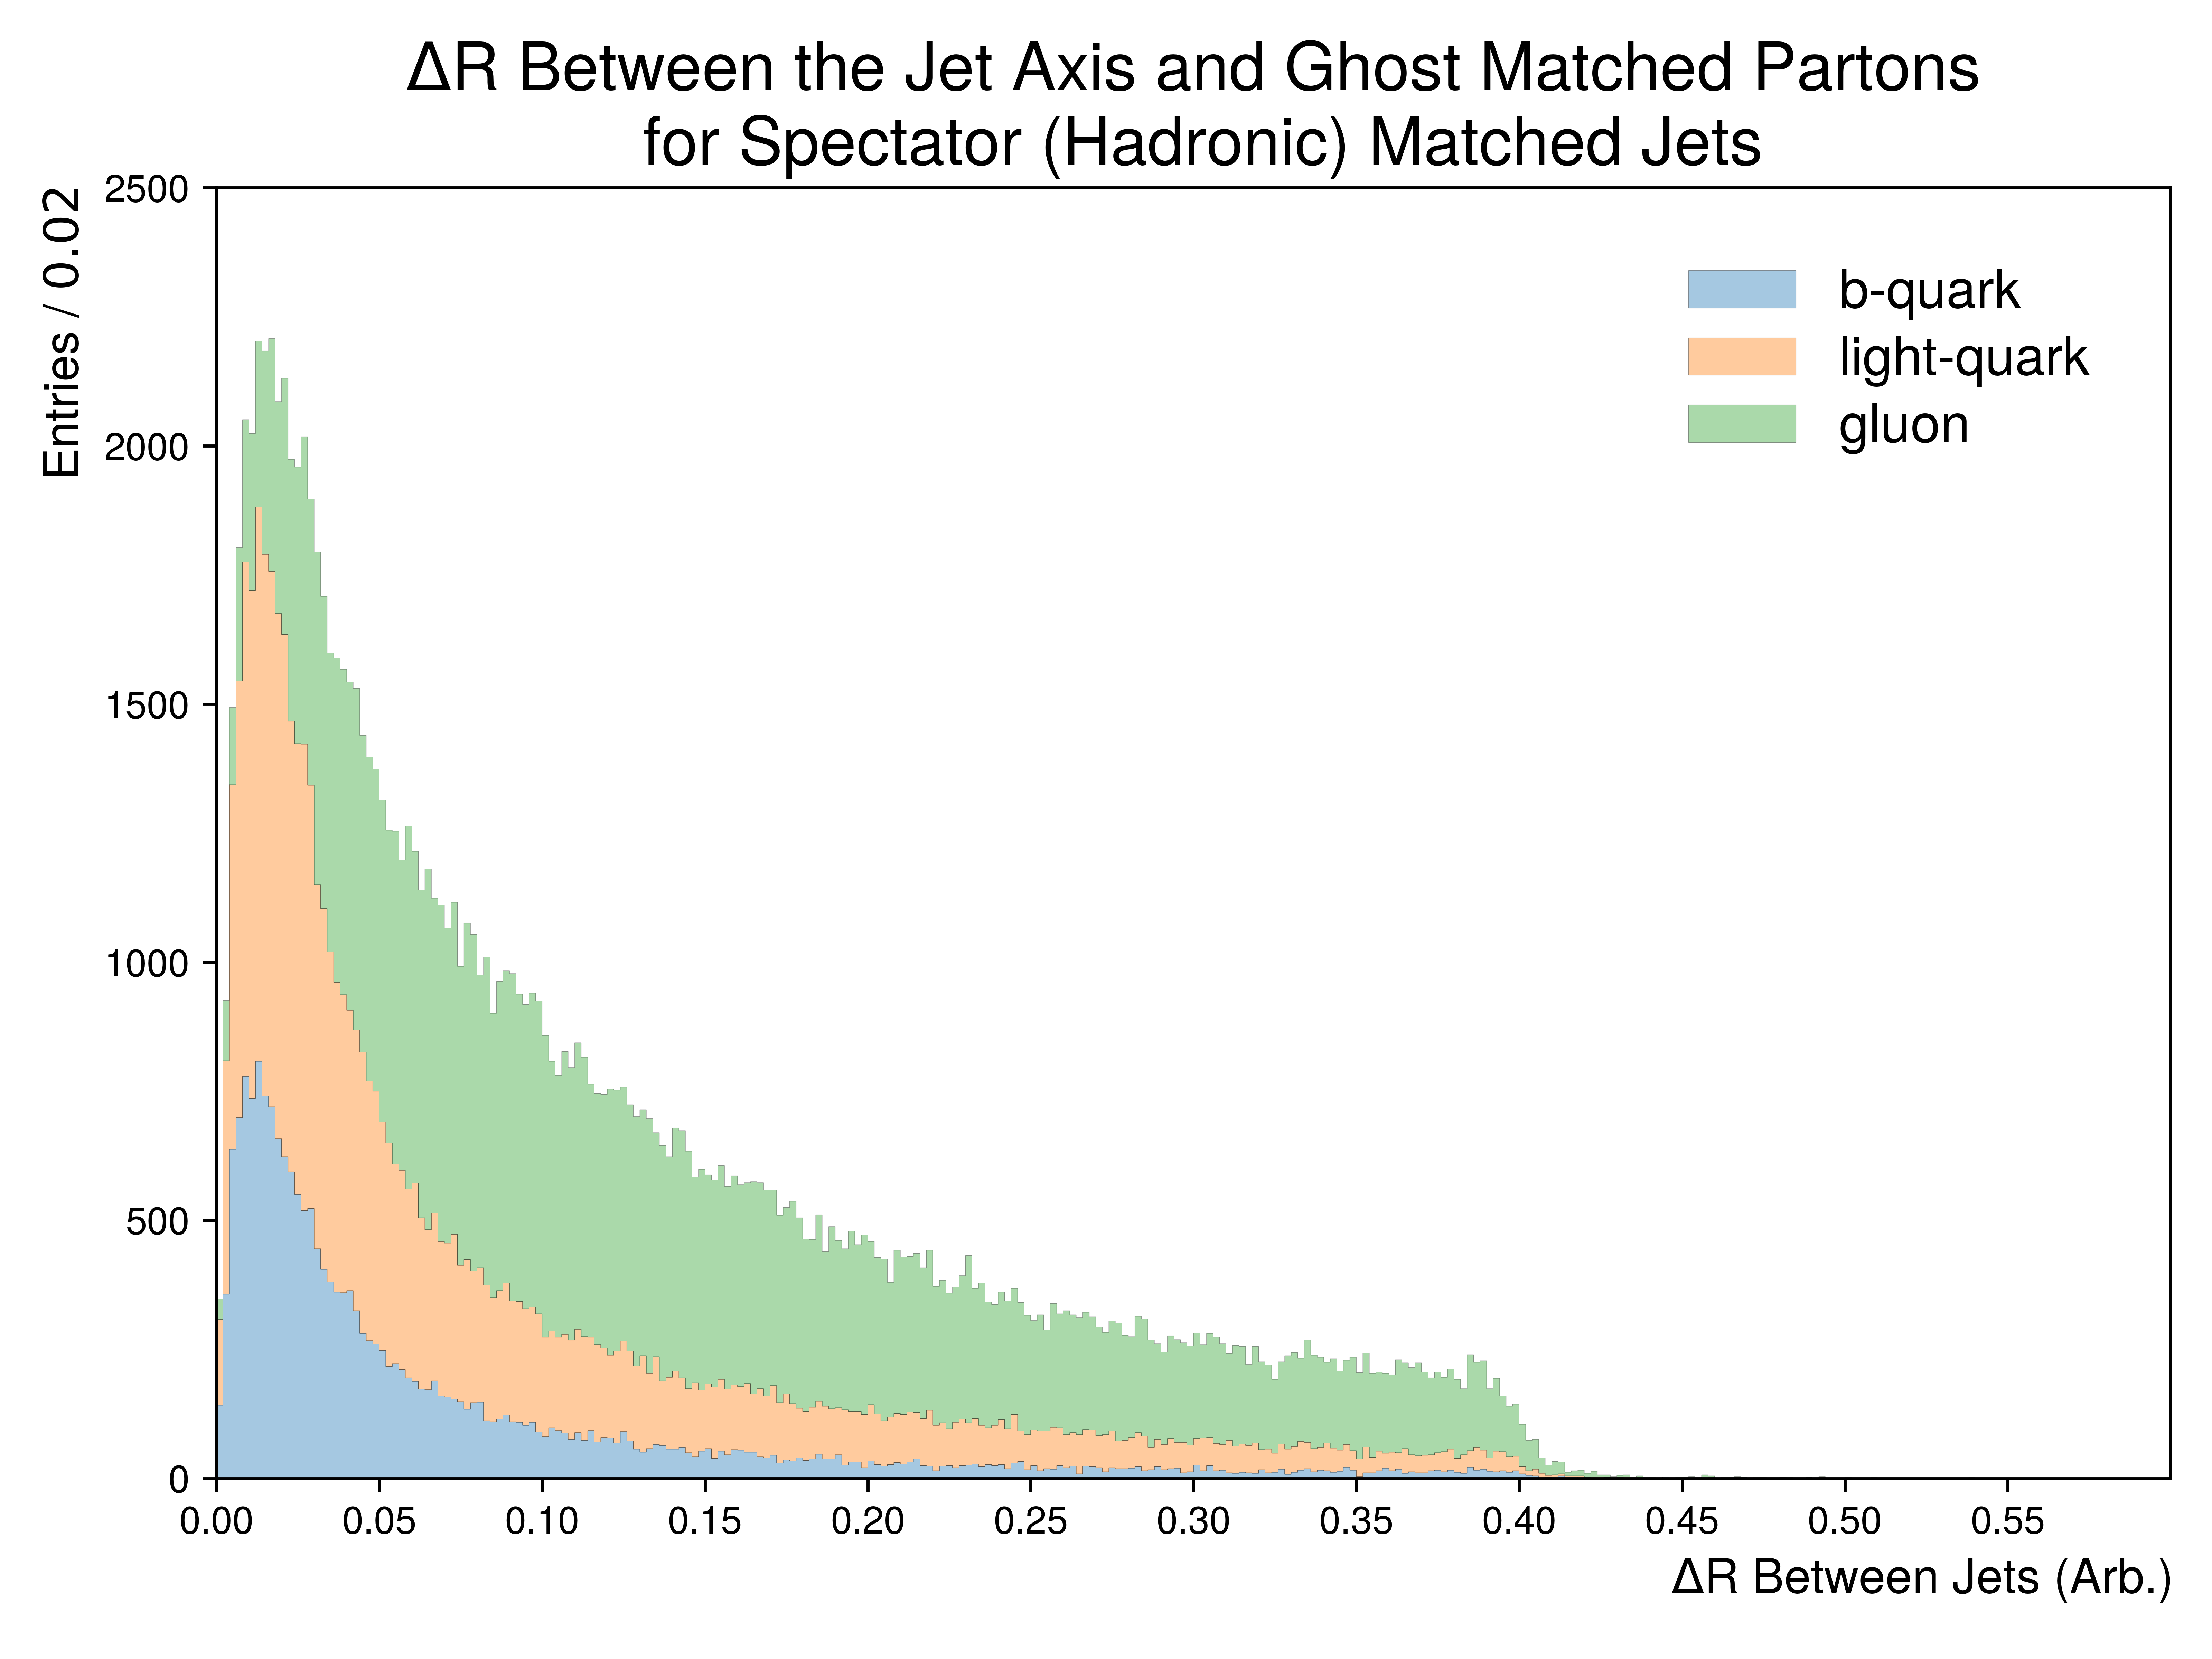 ΔR Between the Jet Axis and Ghost Matched Partons
for Spectator (Hadronic) Matched Jets
Entries / 0.02
2500
2000
1500
1000
500
0
b-quark
light-quark
gluon
0.00 0.05 0.10 0.15 0.20 0.25 0.30 0.35 0.40 0.45 0.50 0.55
ΔR Between Jets (Arb.)